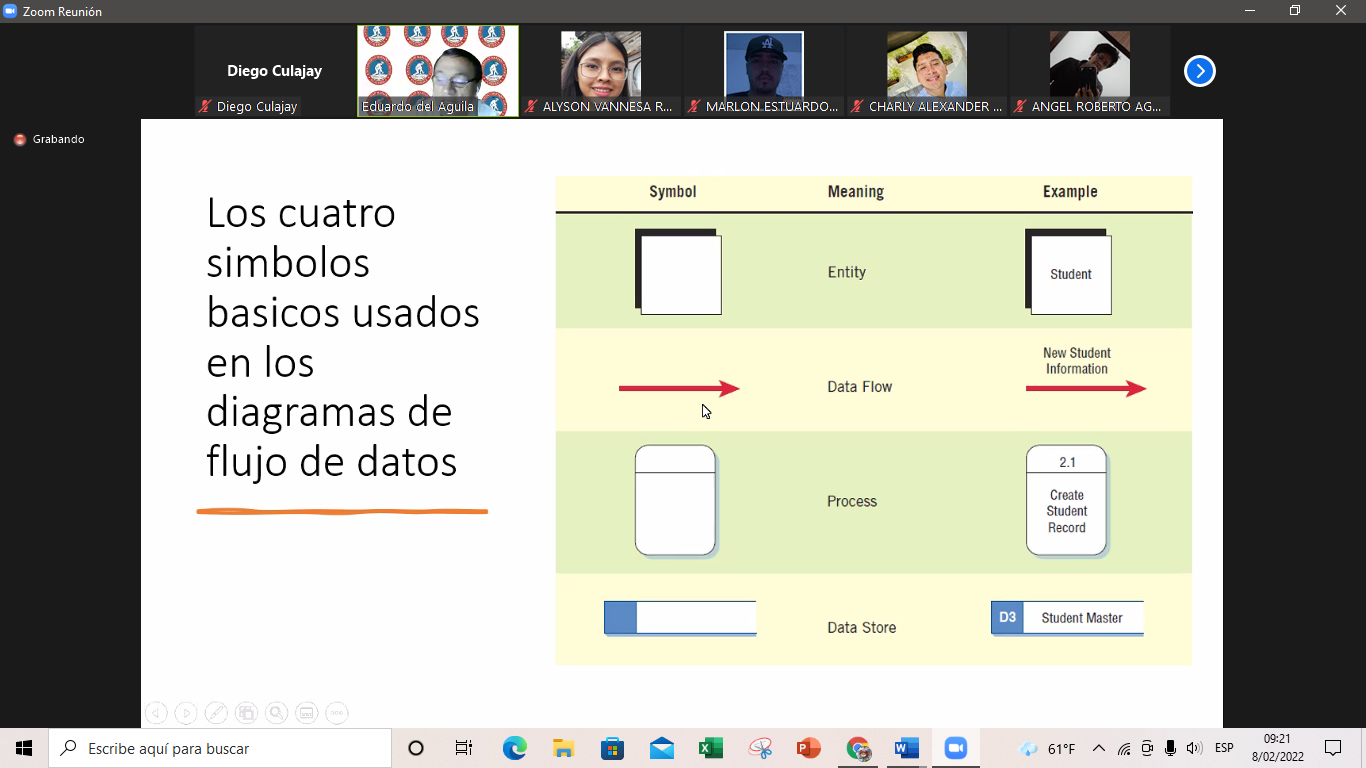 Zoom Reunión
Diego Culajay
Diego Culajay
Eduardo del Aguila
ALYSON VANNESA R...
MARLON ESTUARDO...
CHARLY ALEXANDER ...
ANGEL ROBERTO AG...
Grabando
Los cuatro
simbolos
basicos usados
en los
diagramas de
flujo de datos
Symbol Meaning Example
Entity
Student
New Student
Information
Data Flow
2.1
Process
Create
Student
Record
Data Store
D3 Student Master
Escribe aquí para buscar
61°F
ESP
09:21
8/02/2022